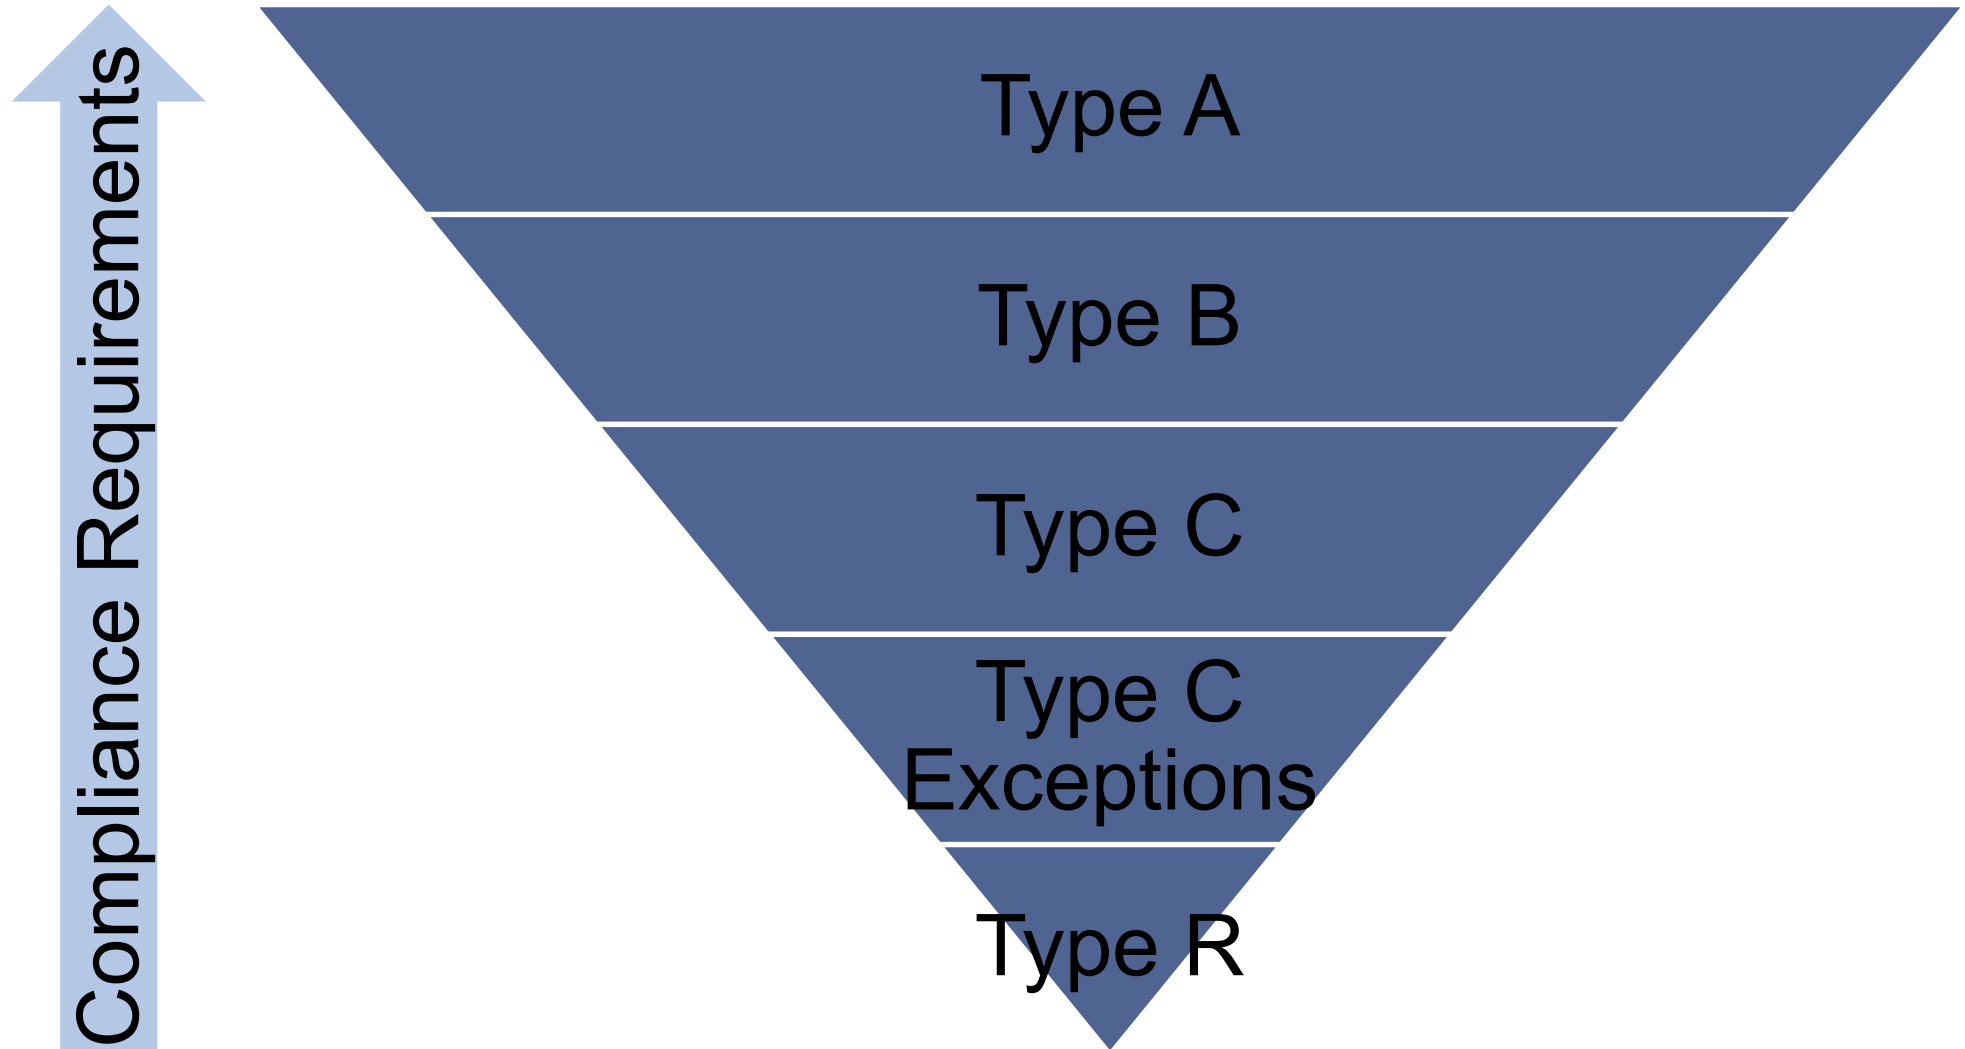 Compliance Requirements
Type A
Type B
Type C
Type C
Exceptions
Type R